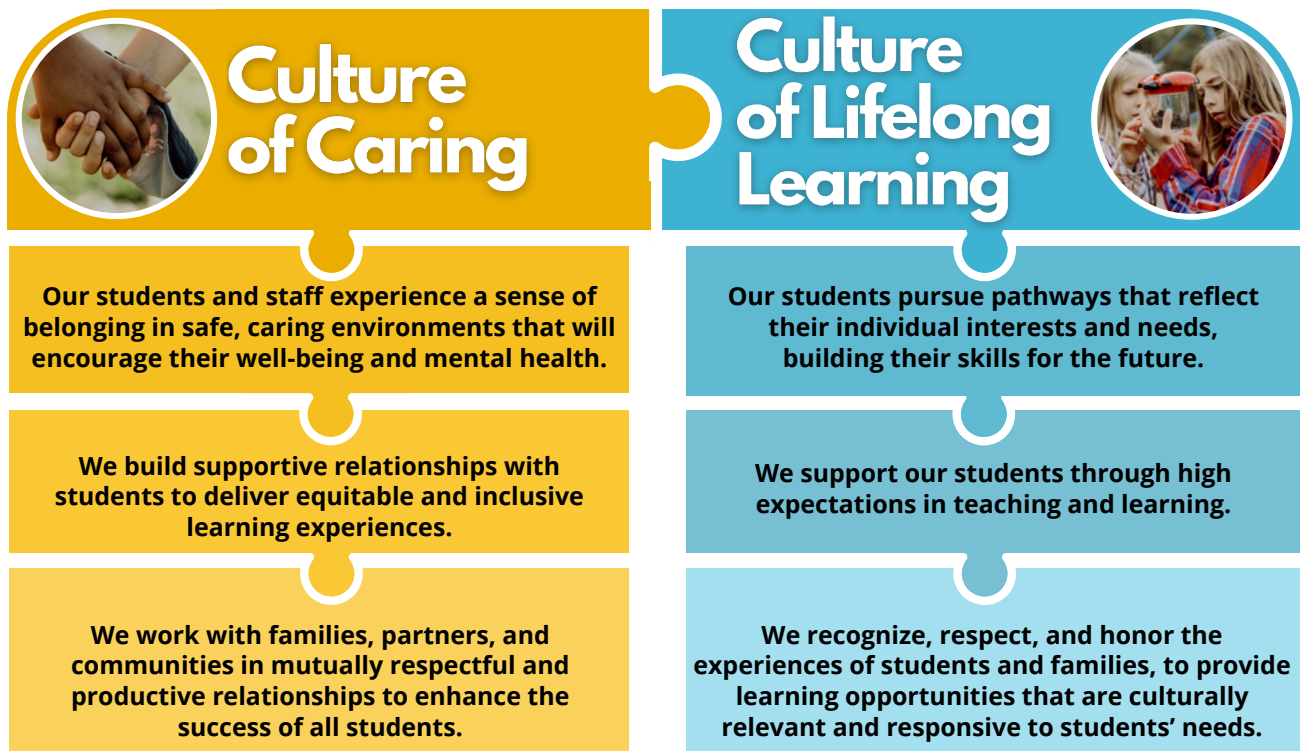 Culture
of Caring
Our students and staff experience a sense of
belonging in safe, caring environments that will
encourage their well-being and mental health.
We build supportive relationships with
students to deliver equitable and inclusive
learning experiences.
We work with families, partners, and
communities in mutually respectful and
productive relationships to enhance the
success of all students.
Culture
of Lifelong
Learning
Our students pursue pathways that reflect
their individual interests and needs,
building their skills for the future.
We support our students through high
expectations in teaching and learning.
We recognize, respect, and honor the
experiences of students and families, to provide
learning opportunities that are culturally
relevant and responsive to students’ needs.